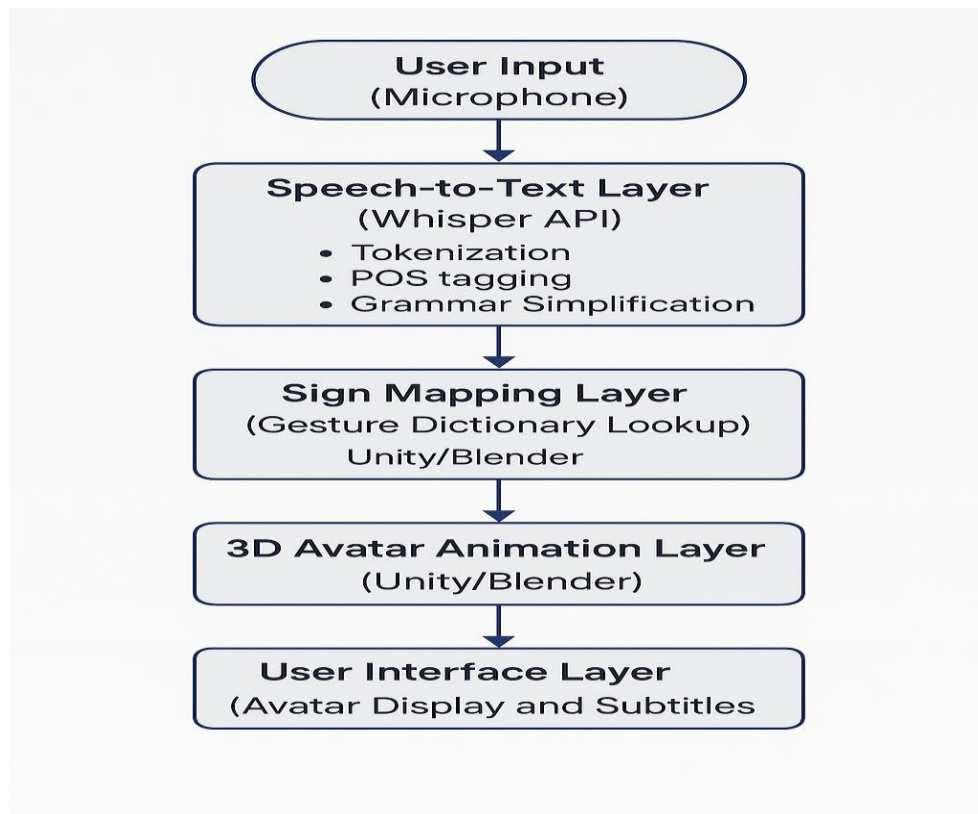 User Input
(Microphone)
Speech-to-Text Layer
(Whisper API)
• Tokenization
• POS tagging
• Grammar Simplification
Sign Mapping Layer
(Gesture Dictionary Lookup)
Unity/Blender
3D Avatar Animation Layer
(Unity/Blender)
User Interface Layer
(Avatar Display and Subtitles